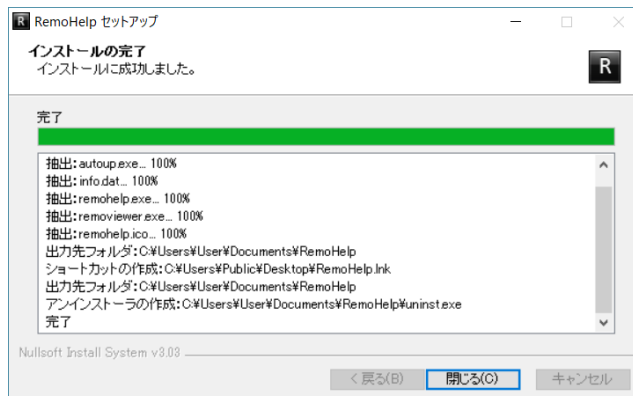 R RemoHelp セットアップ
インストールの完了
インストールに成功しました。
R
完了
抽出: autoup.exe... 100%
抽出: info.dat... 100%
抽出: remohelp.exe... 100%
抽出: removiewer.exe... 100%
抽出: remohelp.ico... 100%
出力先フォルダ: C:¥Users¥User¥Documents¥RemoHelp
ショートカットの作成: C:¥Users¥Public¥Desktop¥RemoHelp.lnk
出力先フォルダ: C:¥Users¥User¥Documents¥RemoHelp
アンインストーラの作成: C:¥Users¥User¥Documents¥RemoHelp¥uninst.exe
完了
Nullsoft Install System v3.03
< 戻る(B) 閉じる(C) キャンセル